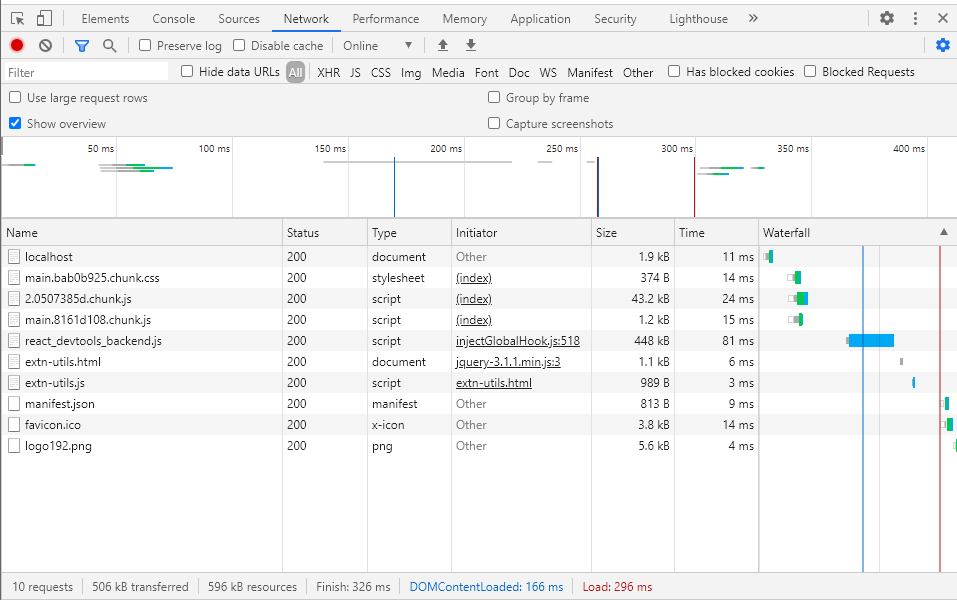 Elements Console Sources Network Performance Memory Application Security Lighthouse »
Preserve log Disable cache Online
Filter Hide data URLs All XHR JS CSS Img Media Font Doc WS Manifest Other Has blocked cookies Blocked Requests
Use large request rows Group by frame
Show overview Capture screenshots
50 ms 100 ms 150 ms 200 ms 250 ms 300 ms 350 ms 400 ms
Name Status Type Initiator Size Time Waterfall
localhost 200 document Other 1.9 kB 11 ms
main.bab0b925.chunk.css 200 stylesheet (index) 374 B 14 ms
2.0507385d.chunk.js 200 script (index) 43.2 kB 24 ms
main.8161d108.chunk.js 200 script (index) 1.2 kB 15 ms
react_devtools_backend.js 200 script injectGlobalHook.js:518 448 kB 81 ms
extn-utils.html 200 document jquery-3.1.1.min.js:3 1.1 kB 6 ms
extn-utils.js 200 script extn-utils.html 989 B 3 ms
manifest.json 200 manifest Other 813 B 9 ms
favicon.ico 200 x-icon Other 3.8 kB 14 ms
logo192.png 200 png Other 5.6 kB 4 ms
10 requests 506 kB transferred 596 kB resources Finish: 326 ms DOMContentLoaded: 166 ms Load: 296 ms